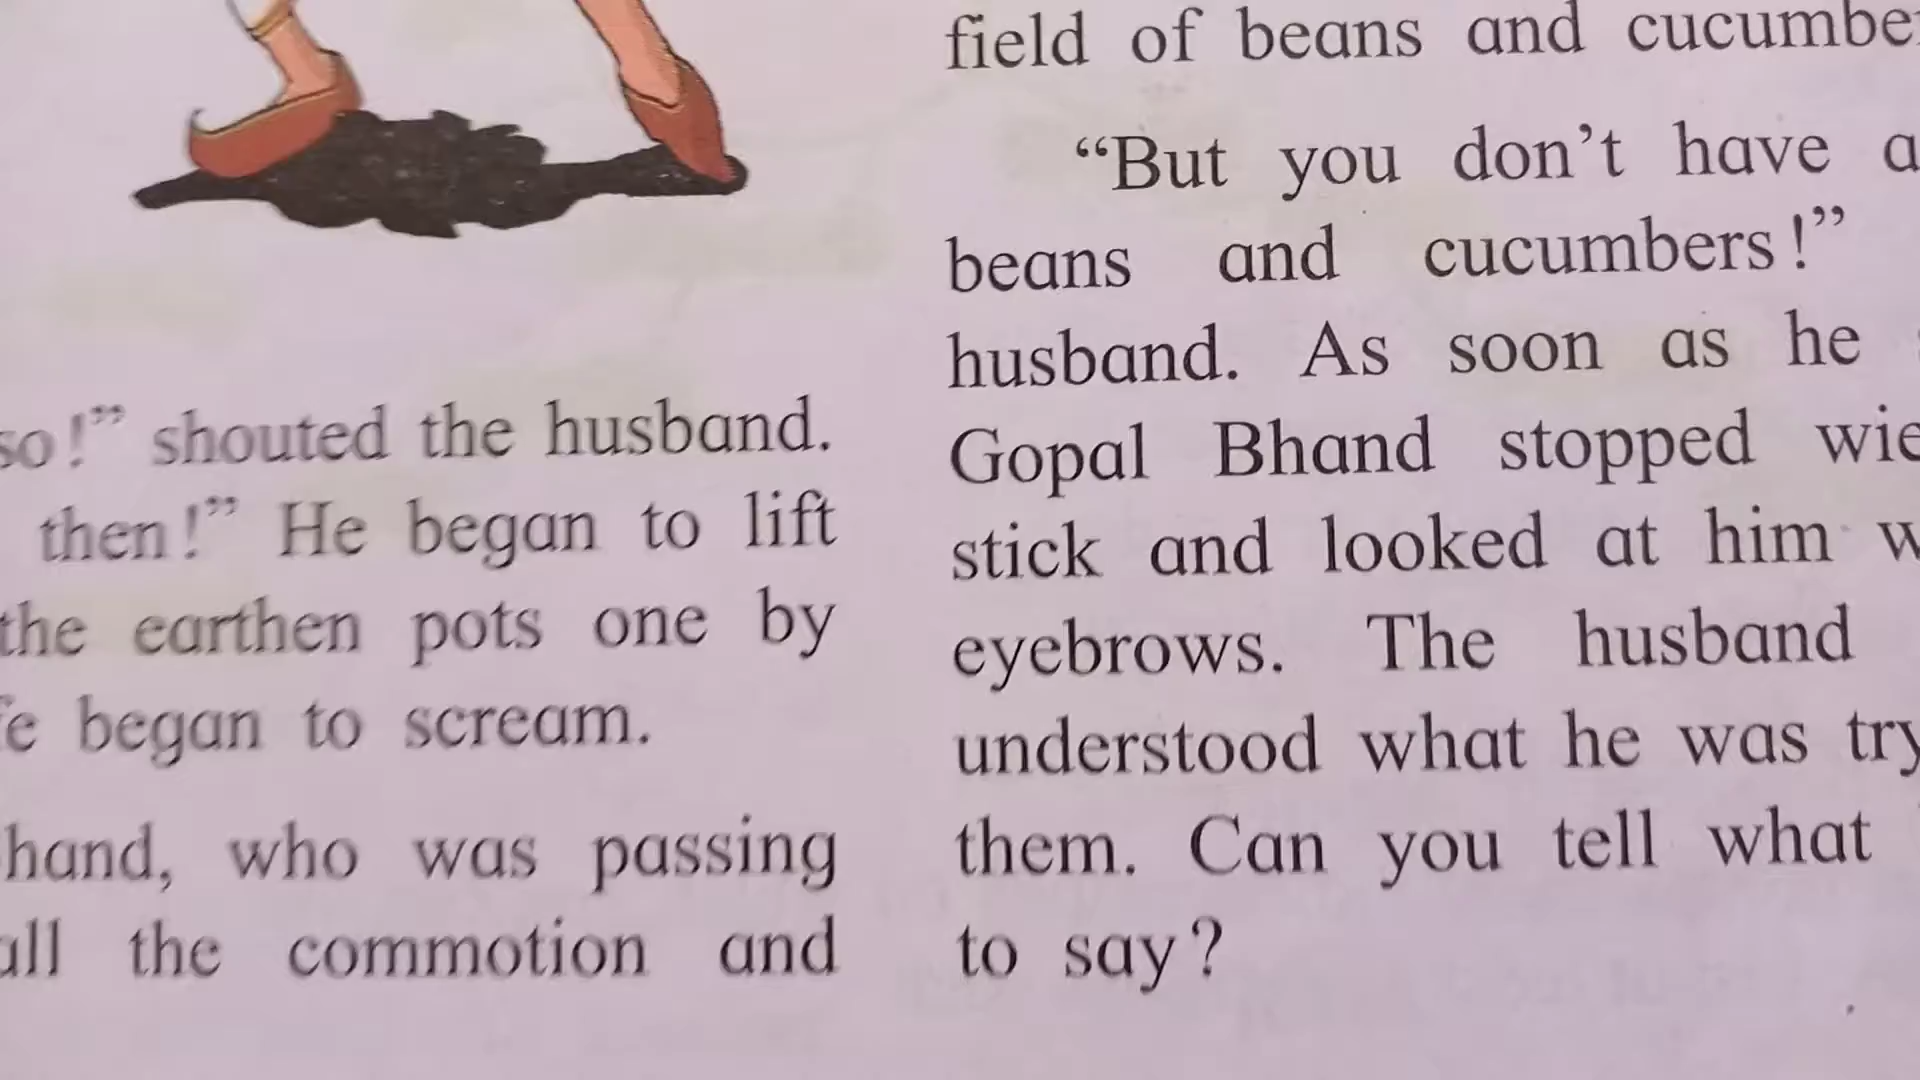 so!” shouted the husband.
then!” He began to lift
the earthen pots one by
began to scream.
who was passing
all the commotion and
field of beans and
“But you don’t have
beans and cucumbers!”
husband. As soon as he
Gopal Bhand stopped
stick and looked at him
eyebrows. The husband
understood what he was
them. Can you tell what
to say?